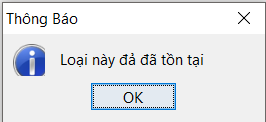 Thông Báo
Loại này đả đã tồn tại
OK